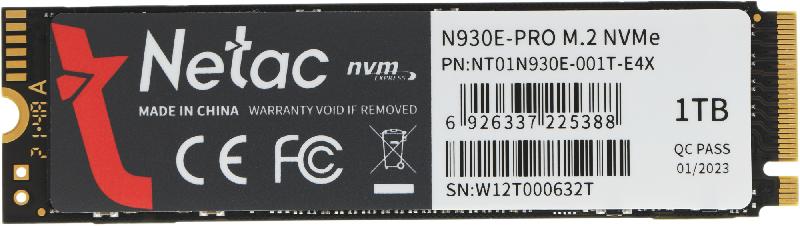 Netac
nvm
EXPRESS
MADE IN CHINA WARRANTY VOID IF REMOVED
CE FC
N930E-PRO M.2 NVMe
PN:NT01N930E-001T-E4X
6 926337 225388
SN:W12T000632T
1TB
QC PASS
01/2023